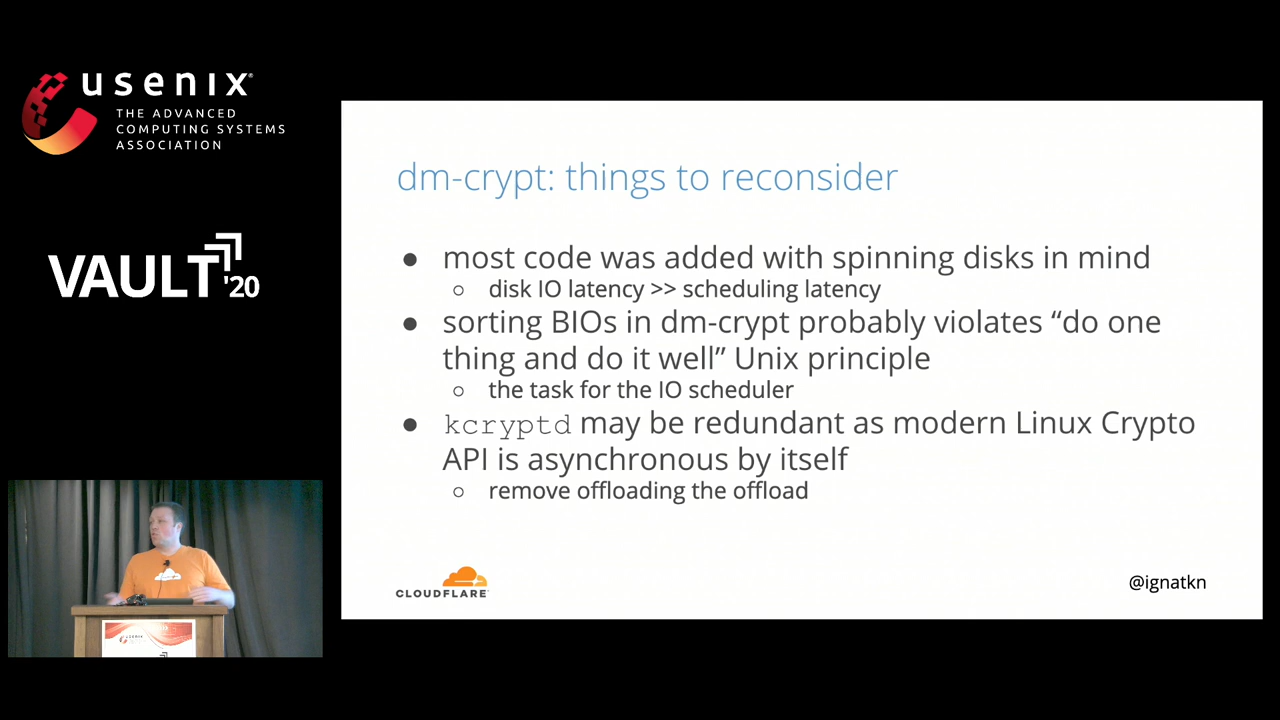 usenix
THE ADVANCED
COMPUTING SYSTEMS
ASSOCIATION
VAULT '20
dm-crypt: things to reconsider
● most code was added with spinning disks in mind
○ disk IO latency >> scheduling latency
● sorting BIOs in dm-crypt probably violates “do one
thing and do it well” Unix principle
○ the task for the IO scheduler
● kcryptd may be redundant as modern Linux Crypto
API is asynchronous by itself
○ remove offloading the offload
CLOUDFLARE
@ignatkn
usenix